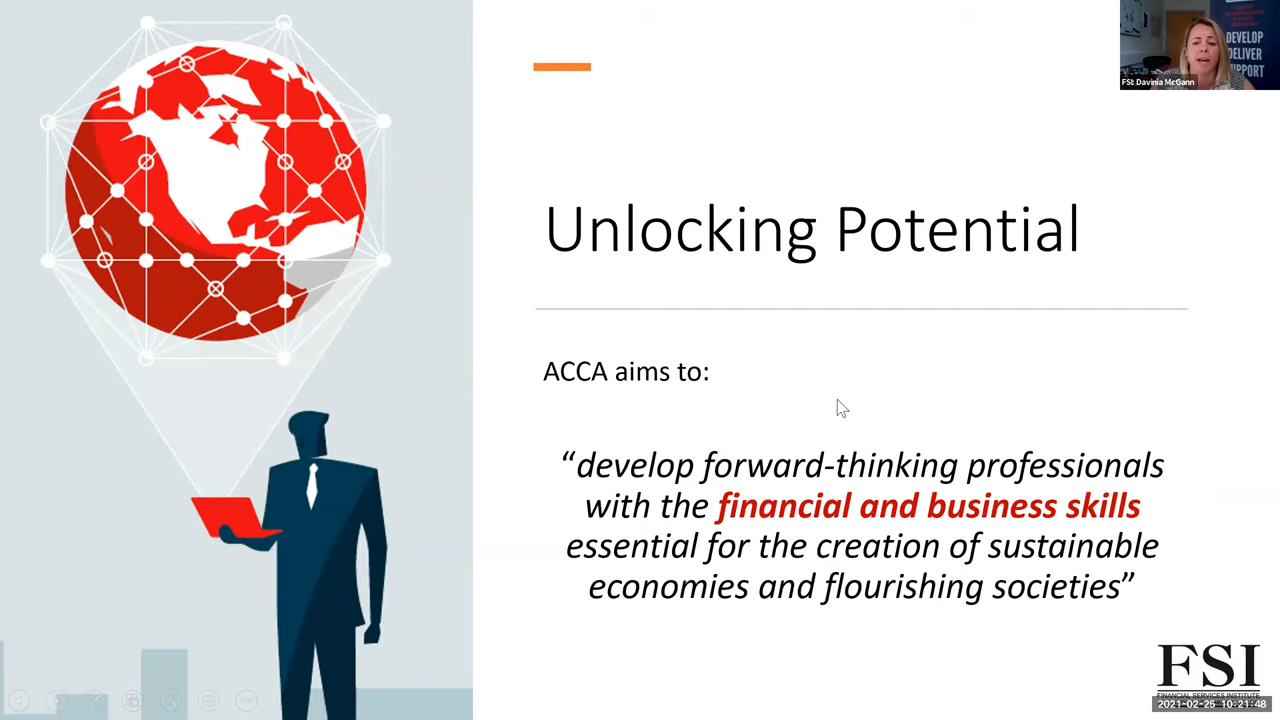 DEVELOP
DELIVER
SUPPORT
FSI: Davinia McGann
Unlocking Potential
ACCA aims to:
“develop forward-thinking professionals
with the financial and business skills
essential for the creation of sustainable
economies and flourishing societies”
FSI
FINANCIAL SERVICES INSTITUTE
2021-02-25 10:21:48